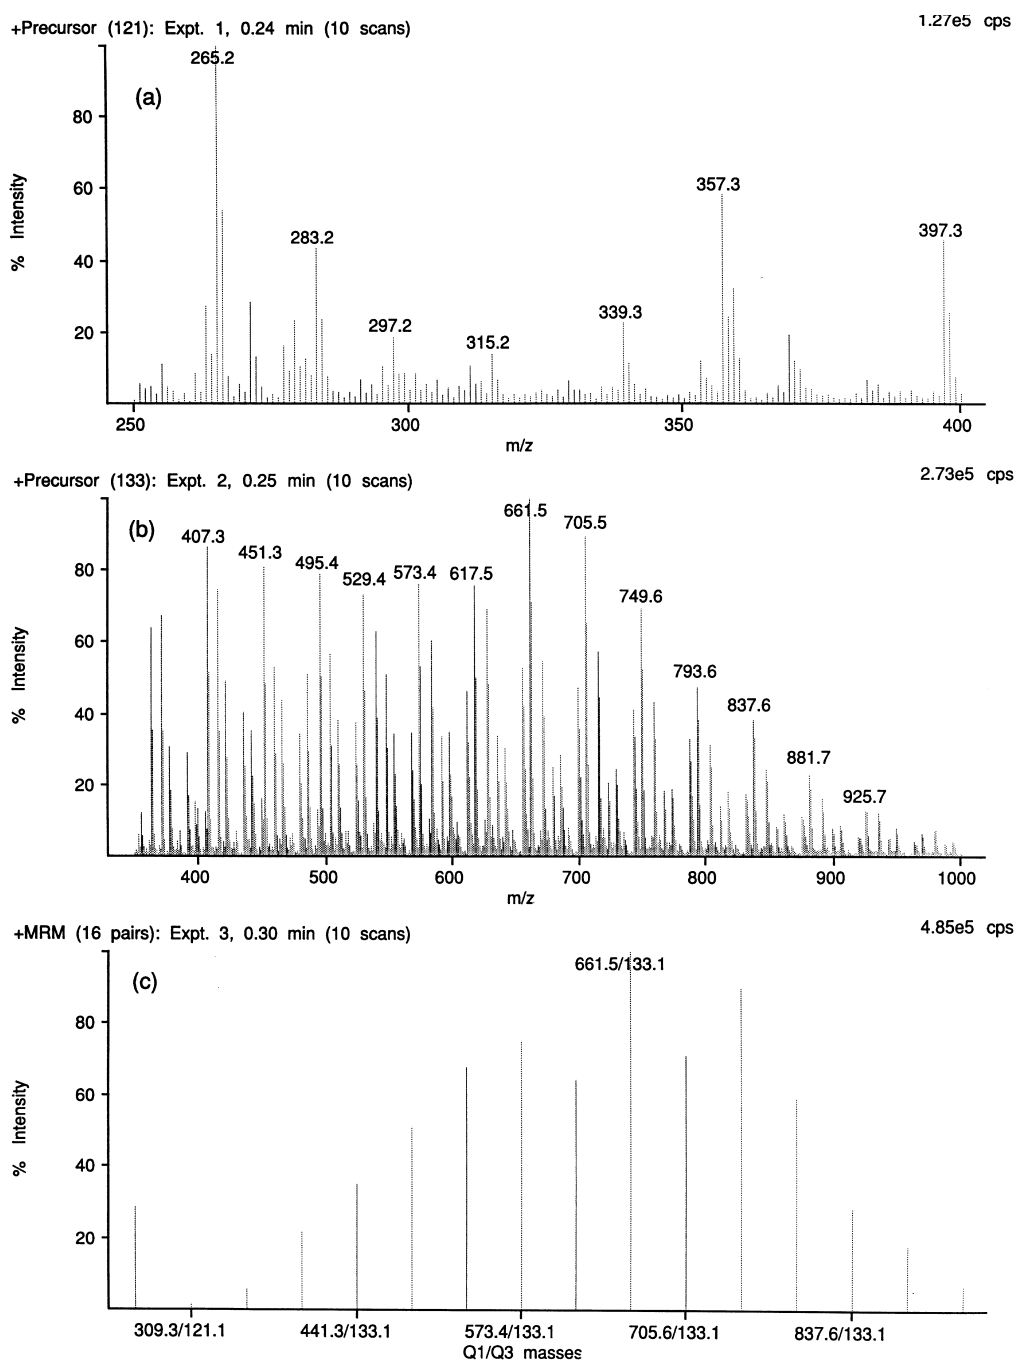 +Precursor (121): Expt. 1, 0.24 min (10 scans) 1.27e5 cps
265.2
(a)
80
357.3
60
397.3
283.2
% Intensity
40
339.3
297.2
315.2
20
250 300 350 400
m/z
+Precursor (133): Expt. 2, 0.25 min (10 scans) 2.73e5 cps
661.5
(b)
705.5
407.3
451.3
495.4
529.4
573.4
617.5
80
749.6
60
793.6
% Intensity
837.6
40
881.7
925.7
20
400 500 600 700 800 900 1000
m/z
+MRM (16 pairs): Expt. 3, 0.30 min (10 scans) 4.85e5 cps
661.5/133.1
(c)
80
60
% Intensity
40
20
309.3/121.1 441.3/133.1 573.4/133.1 705.6/133.1 837.6/133.1
Q1/Q3 masses